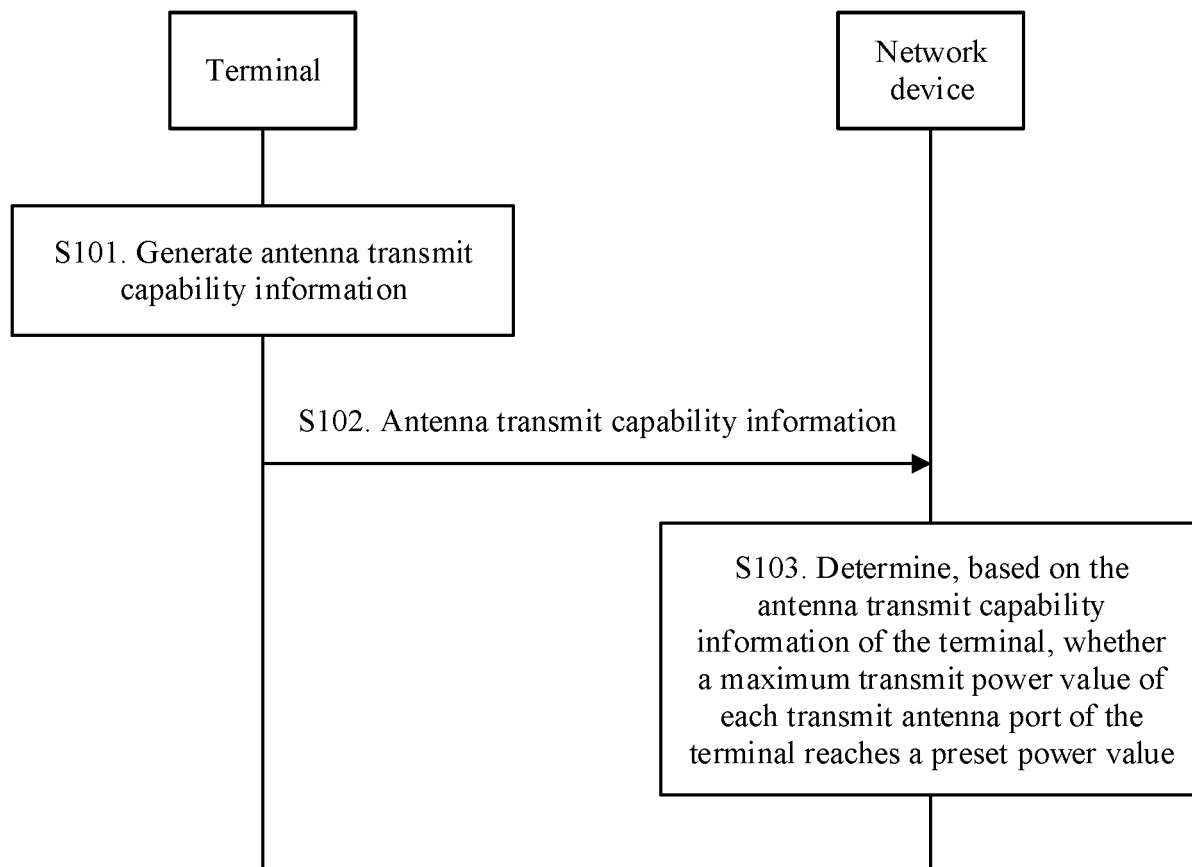 Terminal
Network
device
S101. Generate antenna transmit
capability information
S102. Antenna transmit capability information
S103. Determine, based on the
antenna transmit capability
information of the terminal, whether
a maximum transmit power value of
each transmit antenna port of the
terminal reaches a preset power value